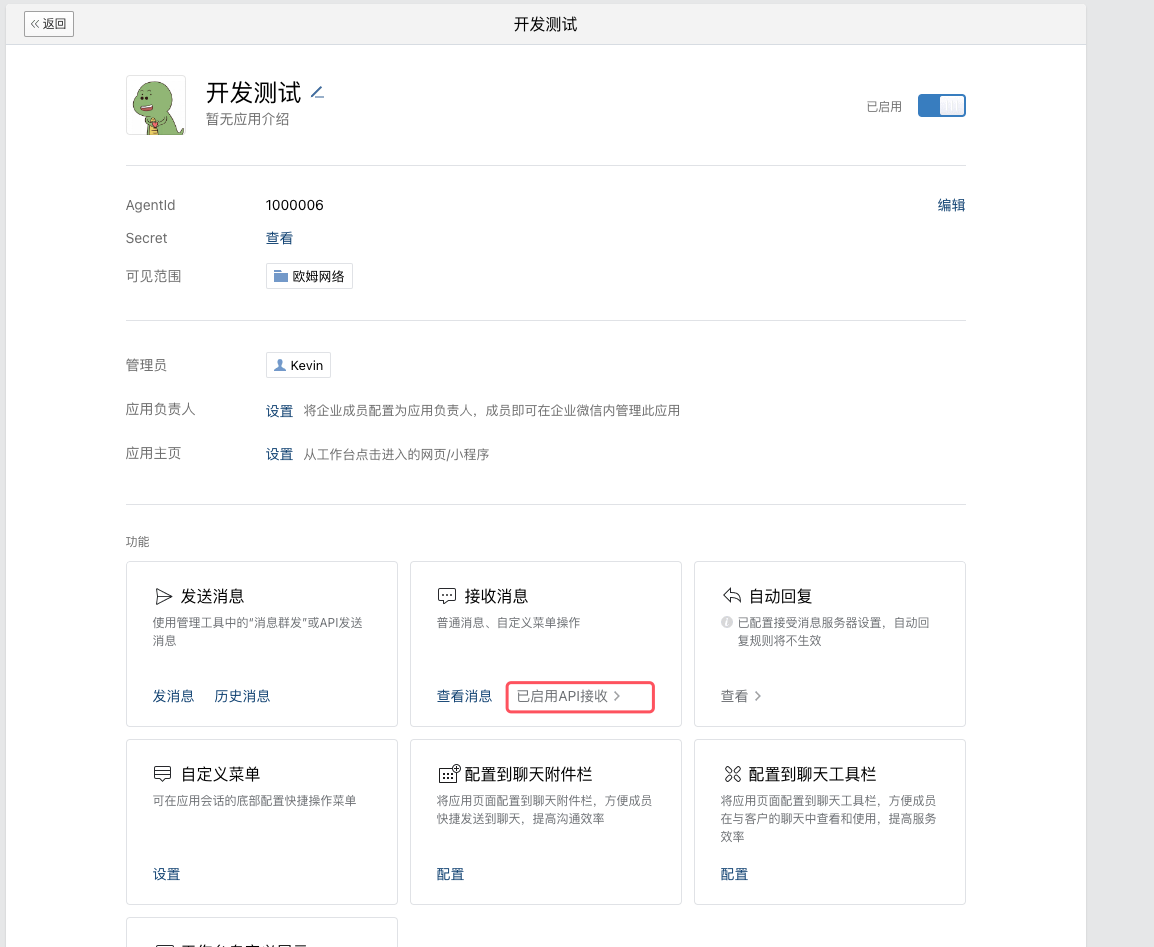 返回
开发测试
开发测试
暂无应用介绍
已启用
AgentId 1000006 编辑
Secret 查看
可见范围 欧姆网络
管理员 Kevin
应用负责人 设置 将企业成员配置为应用负责人，成员即可在企业微信内管理此应用
应用主页 设置 从工作台点击进入的网页/小程序
功能
发送消息
使用管理工具中的“消息群发”或API发送
消息
发消息 历史消息
接收消息
普通消息、自定义菜单操作
查看消息 已启用API接收
自动回复
已配置接受消息服务器设置，自动回
复规则将不生效
查看
自定义菜单
可在应用会话的底部配置快捷操作菜单
设置
配置到聊天附件栏
将应用页面配置到聊天附件栏，方便成员
快捷发送到聊天，提高沟通效率
配置
配置到聊天工具栏
将应用页面配置到聊天工具栏，方便成员
在与客户的聊天中查看和使用，提高服务
效率
配置